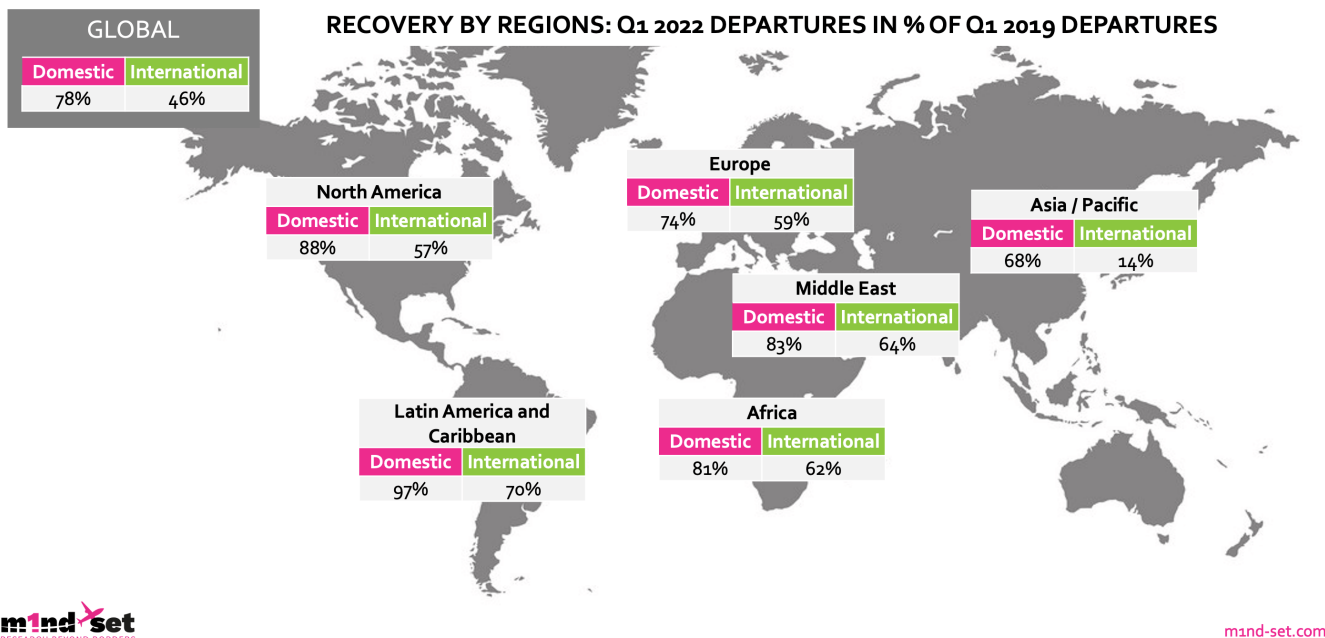 RECOVERY BY REGIONS: Q1 2022 DEPARTURES IN % OF Q1 2019 DEPARTURES
GLOBAL
Domestic International
78% 46%
North America
Domestic International
88% 57%
Europe
Domestic International
74% 59%
Asia / Pacific
Domestic International
68% 14%
Middle East
Domestic International
83% 64%
Latin America and
Caribbean
Domestic International
97% 70%
Africa
Domestic International
81% 62%
m1nd set
RESEARCH BEYOND BORDERS
m1nd-set.com